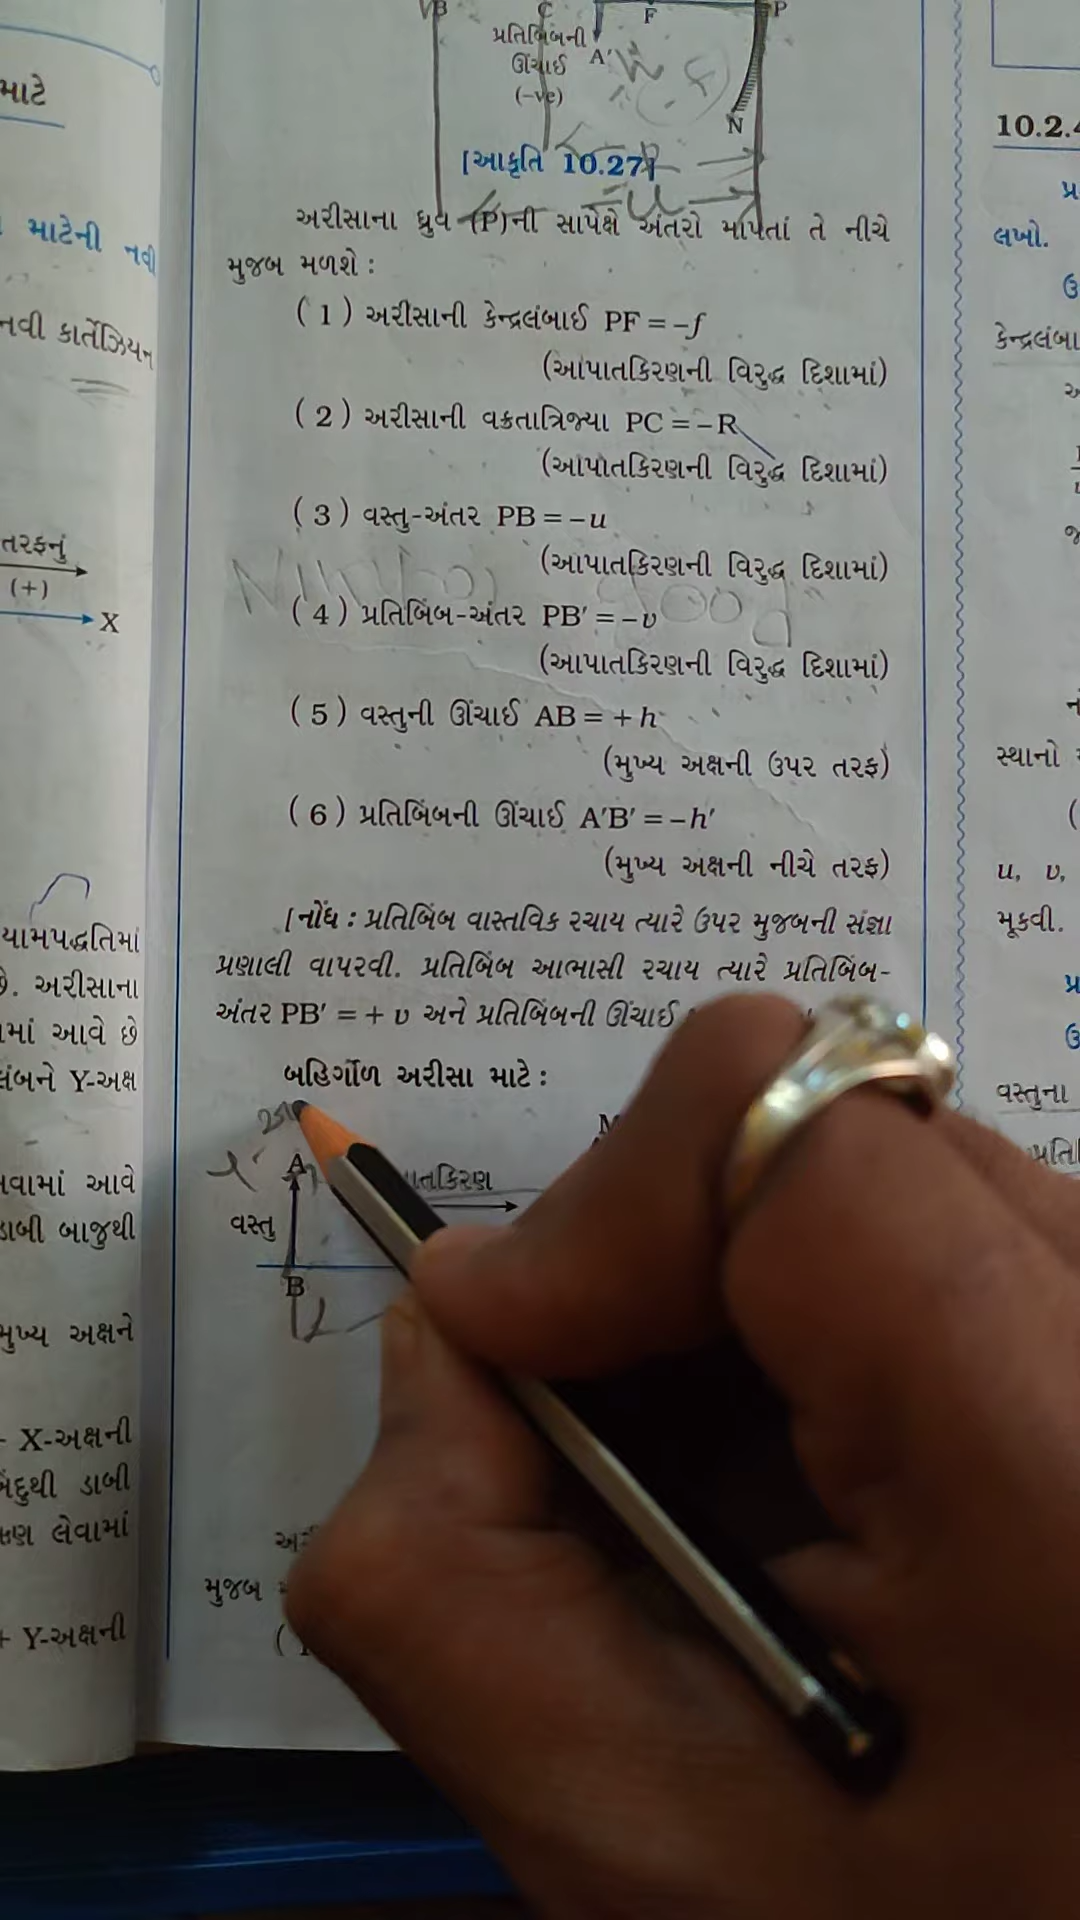 B C F P
પ્રતિબિંબની
ઊંચાઈ A′
(–ve)
N
[આકૃતિ 10.27]
અરીસાના ધ્રુવ (P)ની સાપેક્ષે અંતરો માપતાં તે નીચે
મુજબ મળશે :
( 1 ) અરીસાની કેન્દ્રલંબાઈ PF = –f
(આપાતકિરણની વિરુદ્ધ દિશામાં)
( 2 ) અરીસાની વક્રતાત્રિજ્યા PC = – R
(આપાતકિરણની વિરુદ્ધ દિશામાં)
( 3 ) વસ્તુ-અંતર PB = – u
(આપાતકિરણની વિરુદ્ધ દિશામાં)
( 4 ) પ્રતિબિંબ-અંતર PB′ = – υ
(આપાતકિરણની વિરુદ્ધ દિશામાં)
( 5 ) વસ્તુની ઊંચાઈ AB = + h
(મુખ્ય અક્ષની ઉપર તરફ)
( 6 ) પ્રતિબિંબની ઊંચાઈ A′B′ = – h′
(મુખ્ય અક્ષની નીચે તરફ)
[નોંધ : પ્રતિબિંબ વાસ્તવિક રચાય ત્યારે ઉપર મુજબની સંજ્ઞા
પ્રણાલી વાપરવી. પ્રતિબિંબ આભાસી રચાય ત્યારે પ્રતિબિંબ-
અંતર PB′ = + υ અને પ્રતિબિંબની ઊંચાઈ
બહિર્ગોળ અરીસા માટે :
M
A
વસ્તુ
B
મુજબ
માટે
માટેની નવી
નવી કાર્તેઝિયન
તરફનું
(+)
X
. અરીસાના
માં આવે છે
Y-અક્ષ
આવે
ડાબી બાજુથી
મુખ્ય અક્ષને
- X-અક્ષની
ડાબી
લેવામાં
+ Y-અક્ષની
10.2.4
લખો.
સ્થાનો
u, υ,
મૂકવી.
વસ્તુના